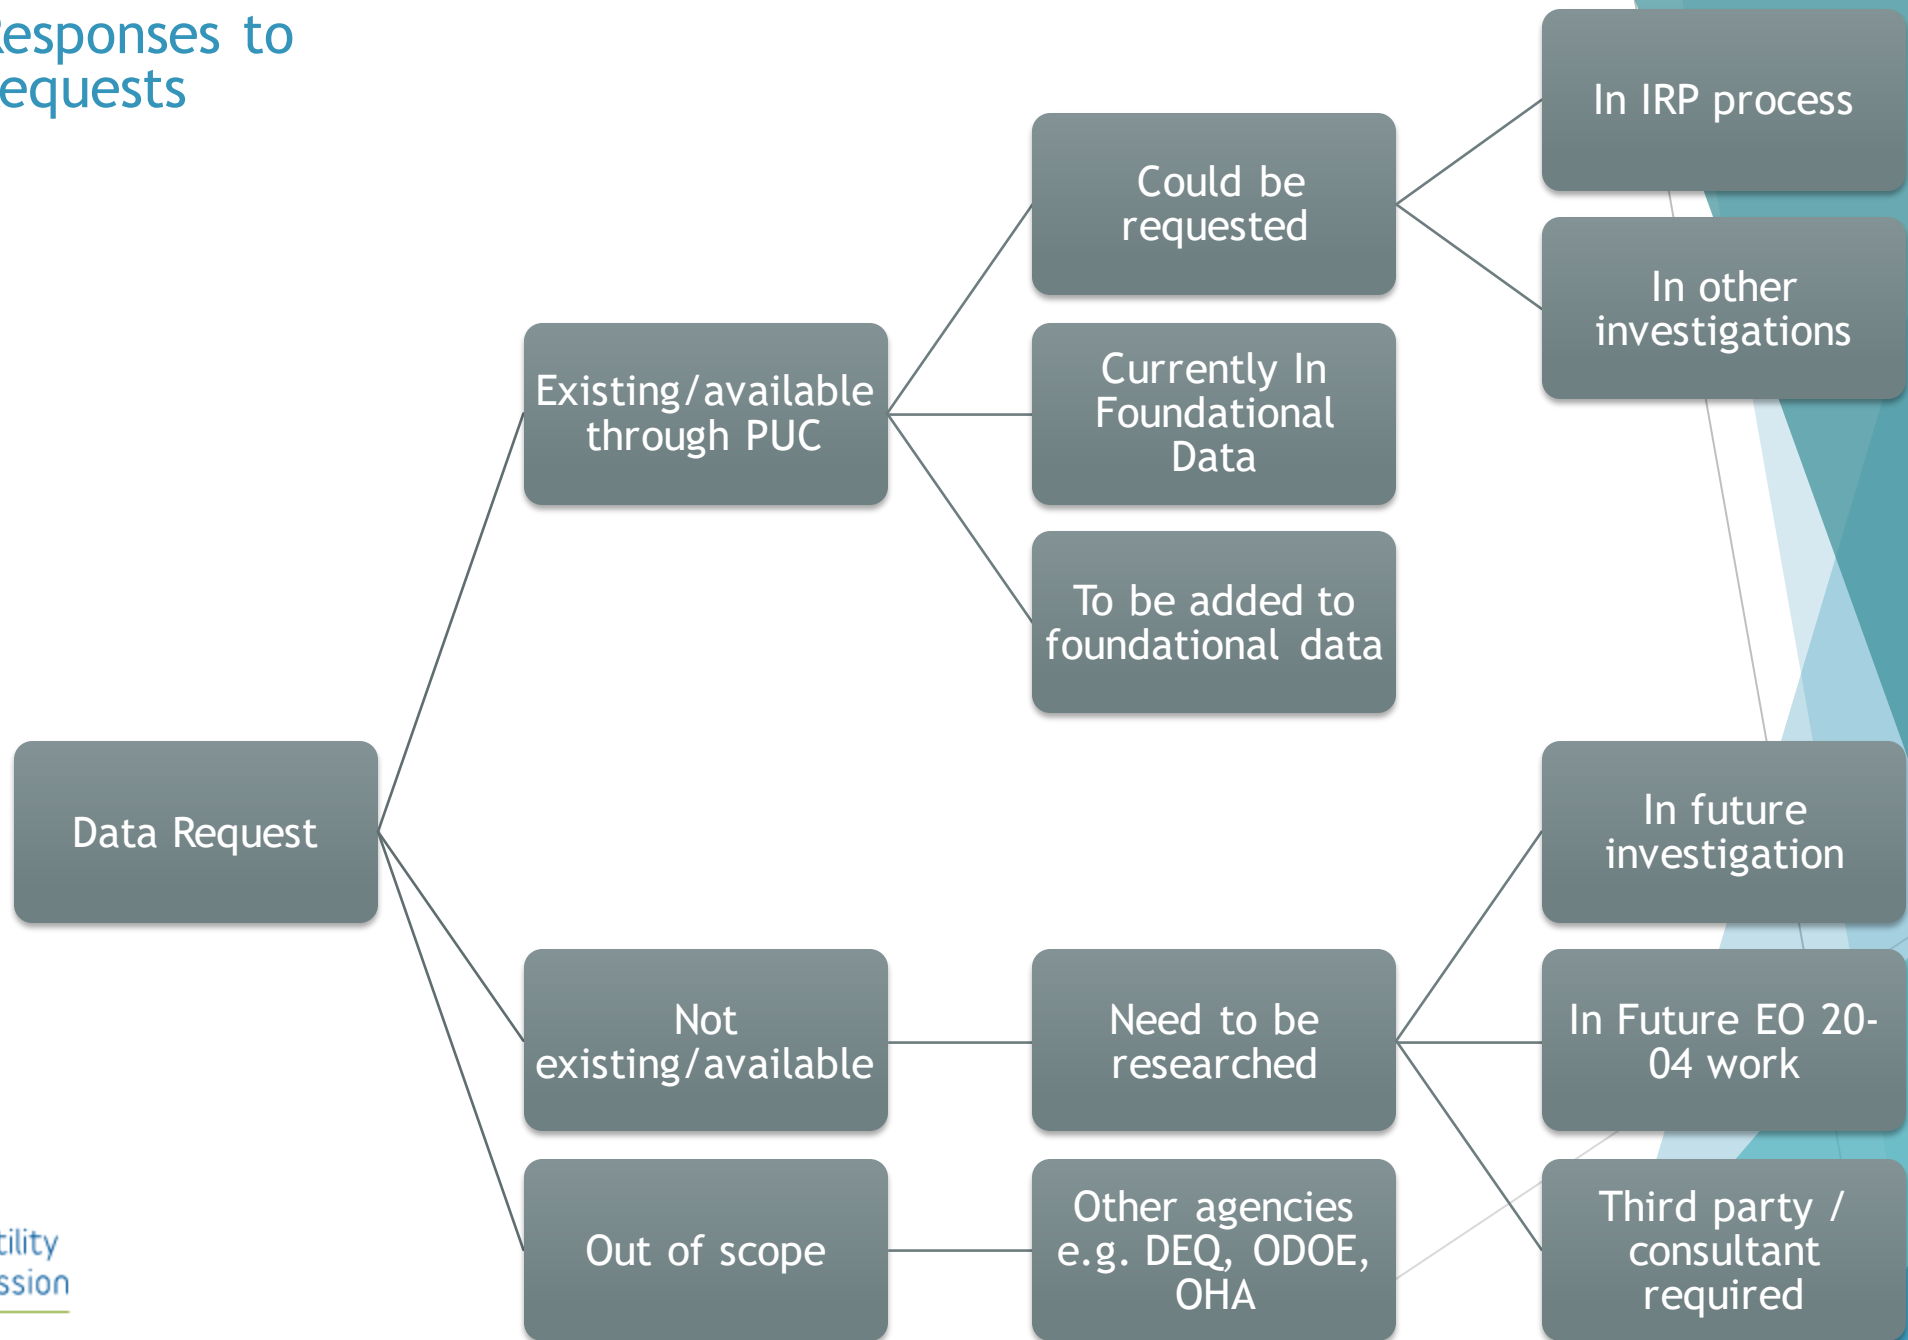 Responses to
equests
In IRP process
Could be
requested
In other
investigations
Existing/available
through PUC
Currently In
Foundational
Data
To be added to
foundational data
Data Request
In future
investigation
Not
existing/available
Need to be
researched
In Future EO 20-
04 work
Out of scope
Other agencies
e.g. DEQ, ODOE,
OHA
Third party /
consultant
required
tility
ssion